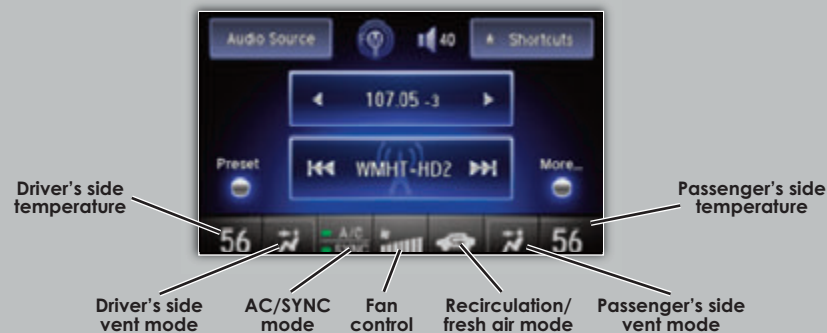 Audio Source
40
Shortcuts
107.05 -3
Preset
WMHT-HD2
More...
Driver's side
temperature
Passenger's side
temperature
56
A/C
SYNC
56
Driver's side
vent mode
AC/SYNC
mode
Fan
control
Recirculation/
fresh air mode
Passenger's side
vent mode